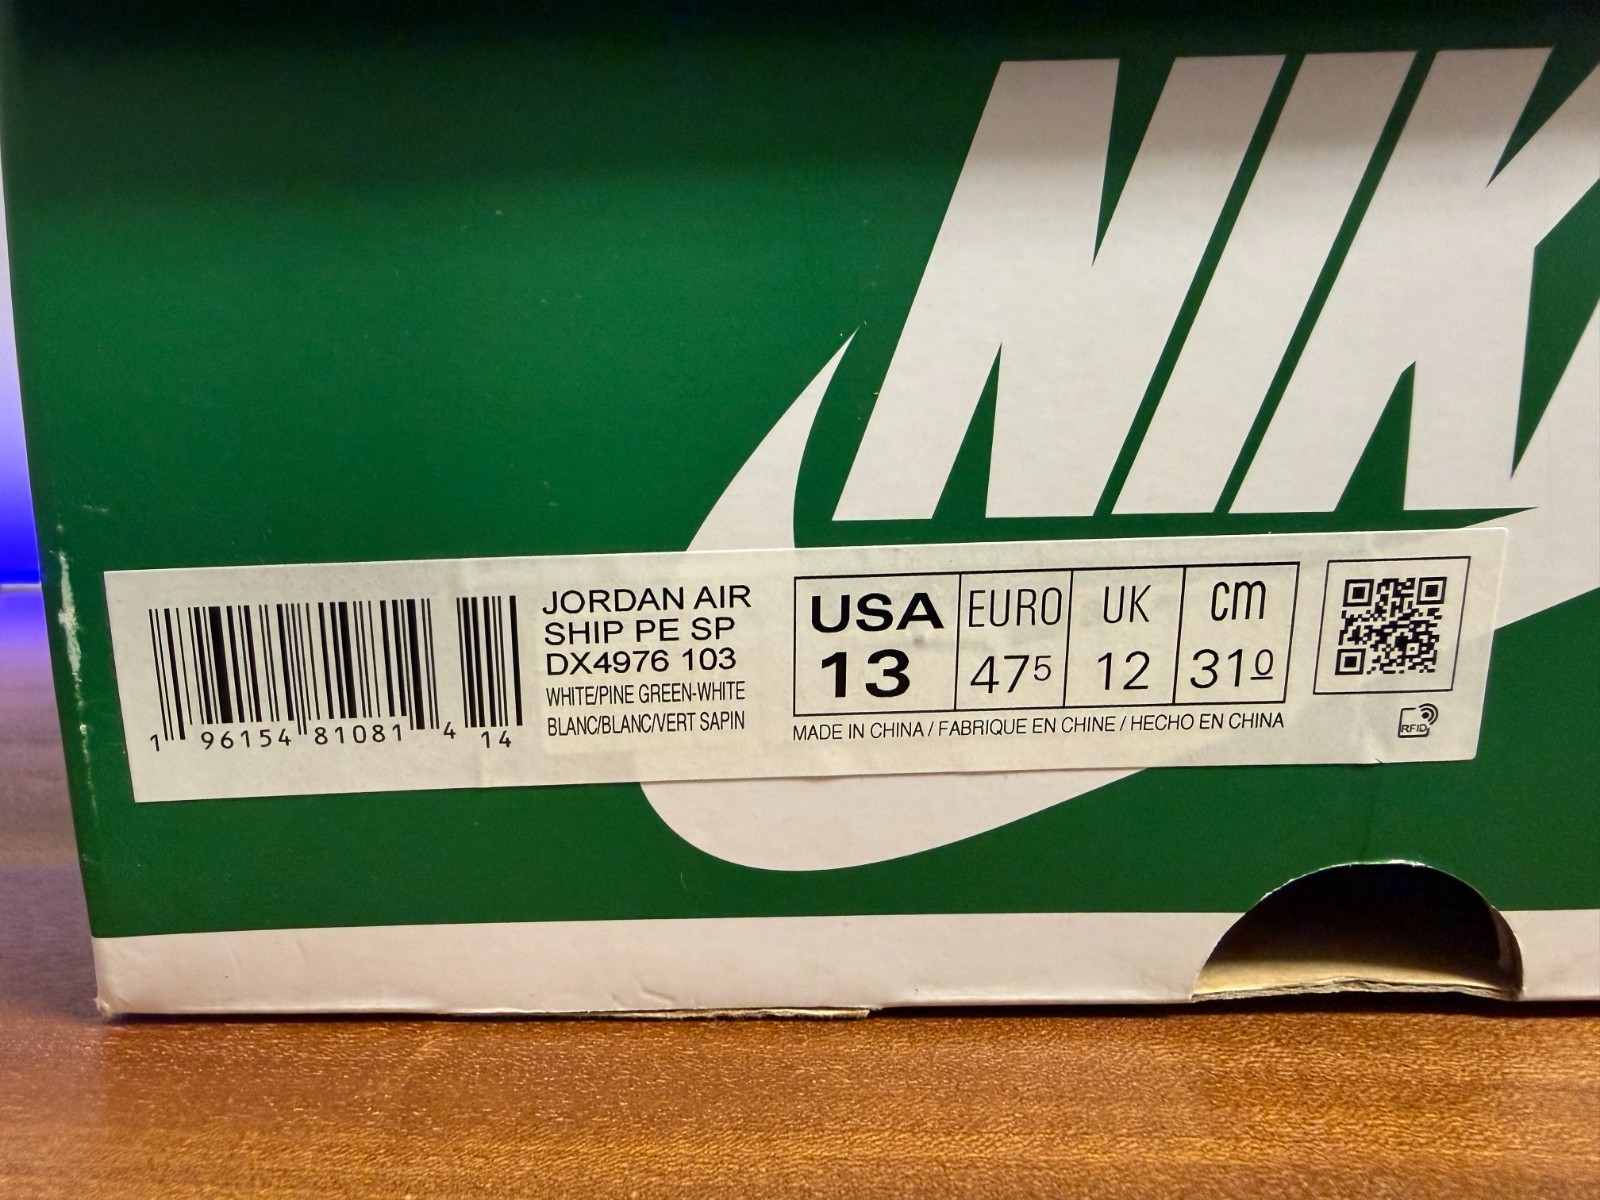 NIK
JORDAN AIR
SHIP PE SP
DX4976 103
WHITE/PINE GREEN-WHITE
BLANC/BLANC/VERT SAPIN
1 96154 81081 4 14
USA EURO UK cm
13 47⁵ 12 31⁰
MADE IN CHINA / FABRIQUE EN CHINE / HECHO EN CHINA
RFID